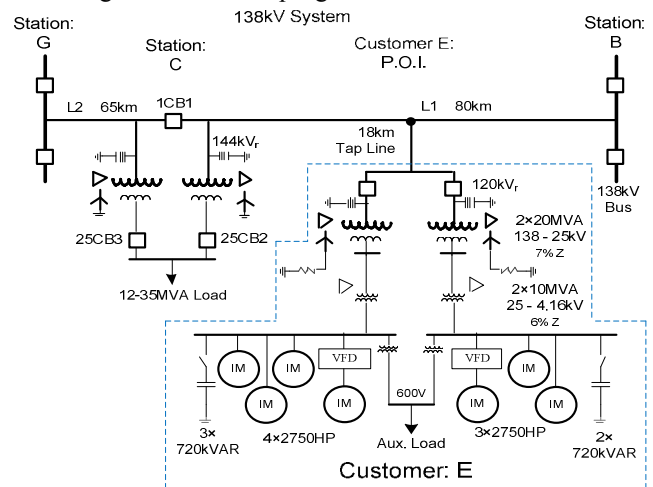 138kV System
Station:
G
Station:
C
Customer E:
P.O.I.
Station:
B
L2 65km
1CB1
L1 80km
144kVr
18km
Tap Line
120kVr
138kV
Bus
25CB3
25CB2
2×20MVA
138 - 25kV
7% Z
12-35MVA Load
2×10MVA
25 - 4.16kV
6% Z
IM
IM
IM
VFD
IM
600V
VFD
IM
IM
IM
3×
720kVAR
4×2750HP
Aux. Load
3×2750HP
2×
720kVAR
Customer: E